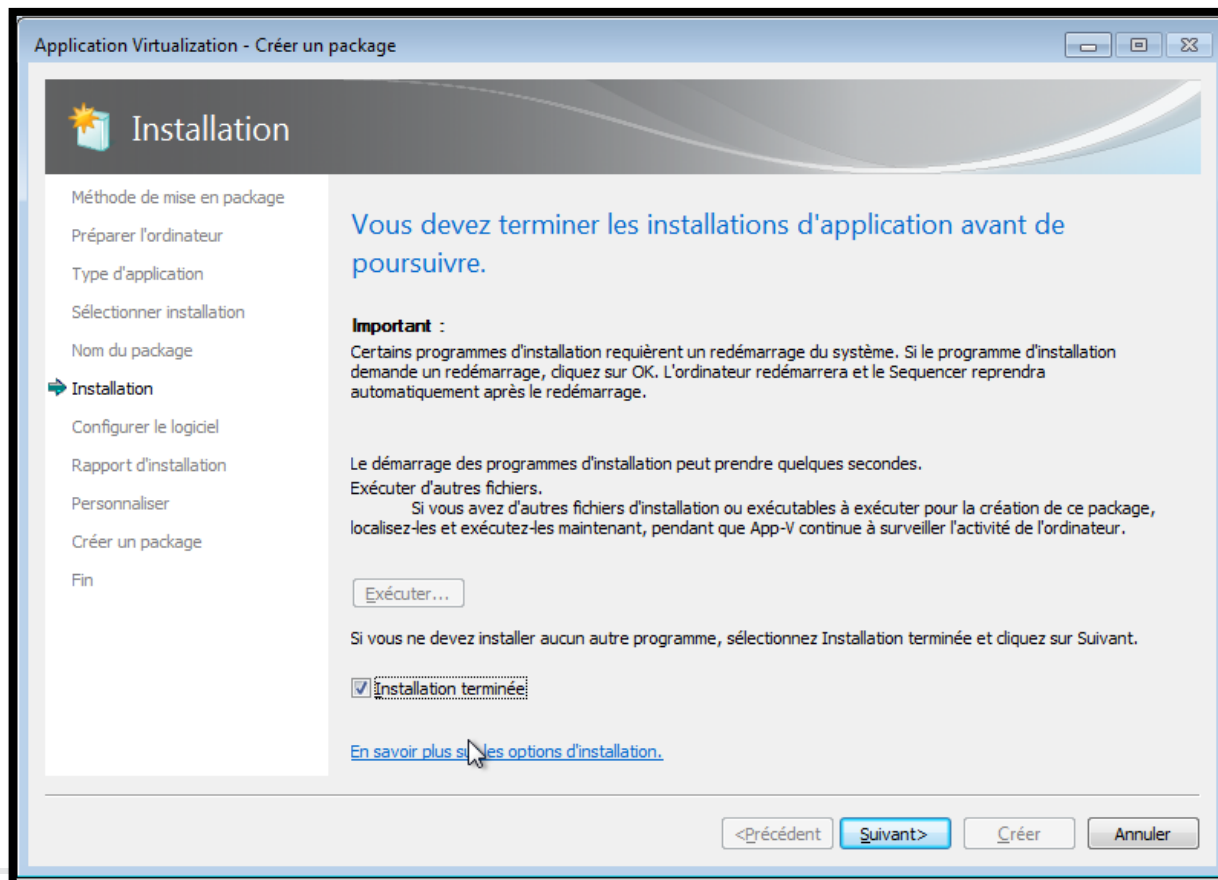 Application Virtualization - Créer un package
Installation
Méthode de mise en package
Préparer l'ordinateur
Type d'application
Sélectionner installation
Nom du package
Installation
Configurer le logiciel
Rapport d'installation
Personnaliser
Créer un package
Fin
Vous devez terminer les installations d'application avant de
poursuivre.
Important :
Certains programmes d'installation requièrent un redémarrage du système. Si le programme d'installation
demande un redémarrage, cliquez sur OK. L'ordinateur redémarrera et le Sequencer reprendra
automatiquement après le redémarrage.
Le démarrage des programmes d'installation peut prendre quelques secondes.
Exécuter d'autres fichiers.
Si vous avez d'autres fichiers d'installation ou exécutables à exécuter pour la création de ce package,
localisez-les et exécutez-les maintenant, pendant que App-V continue à surveiller l'activité de l'ordinateur.
Exécuter...
Si vous ne devez installer aucun autre programme, sélectionnez Installation terminée et cliquez sur Suivant.
Installation terminée
En savoir plus sur les options d'installation.
<Précédent Suivant> Créer Annuler